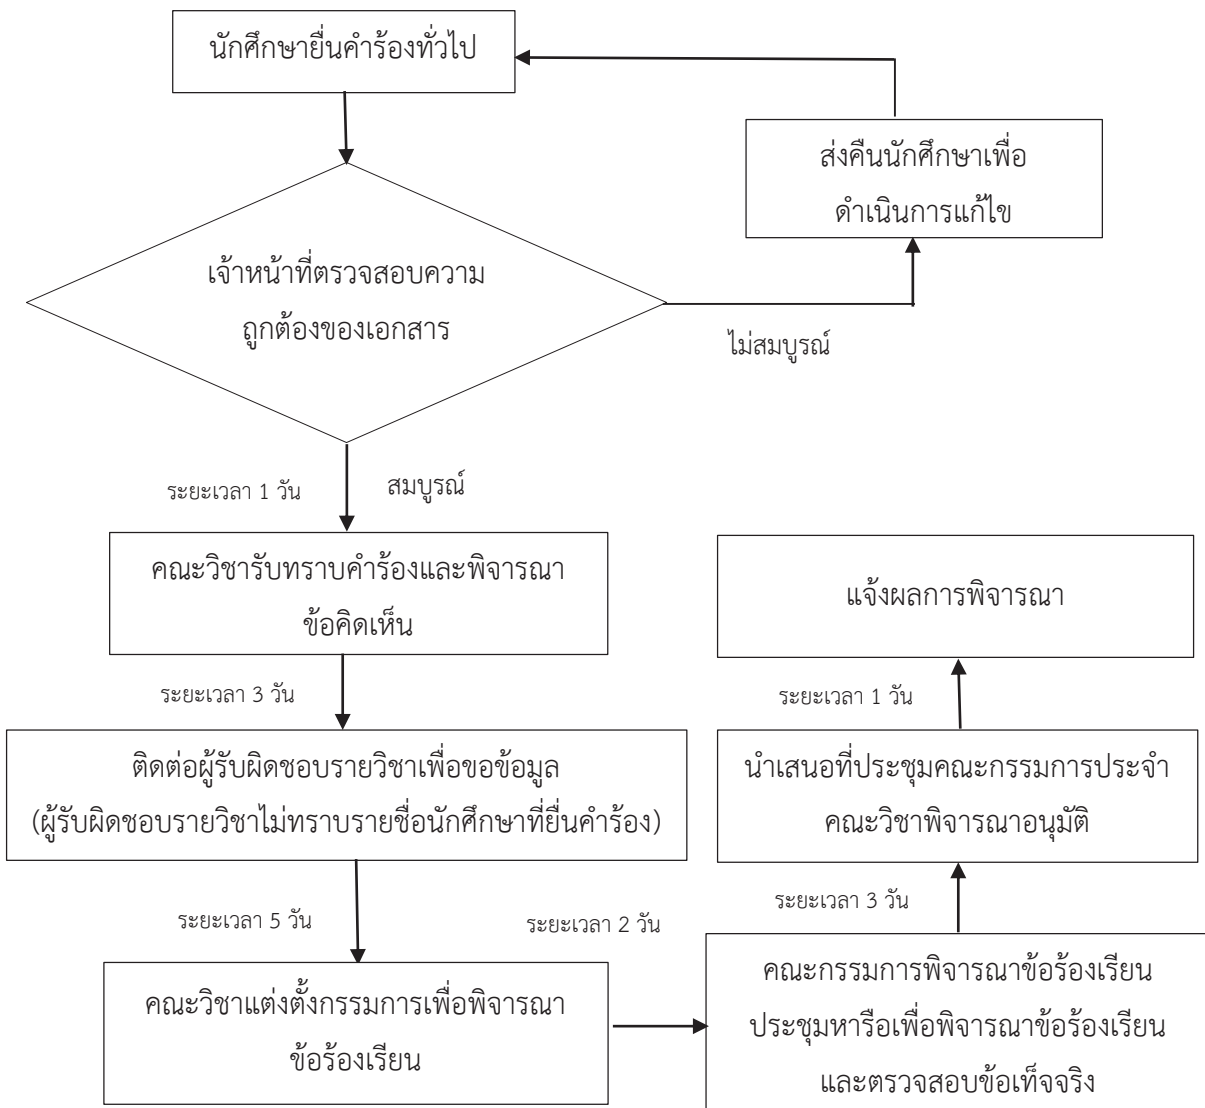 นักศึกษายื่นคำร้องทั่วไป
ส่งคืนนักศึกษาเพื่อ
ดำเนินการแก้ไข
เจ้าหน้าที่ตรวจสอบความ
ถูกต้องของเอกสาร
ไม่สมบูรณ์
ระยะเวลา 1 วัน
สมบูรณ์
คณะวิชารับทราบคำร้องและพิจารณา
ข้อคิดเห็น
ระยะเวลา 3 วัน
ติดต่อผู้รับผิดชอบรายวิชาเพื่อขอข้อมูล
(ผู้รับผิดชอบรายวิชาไม่ทราบรายชื่อนักศึกษาที่ยื่นคำร้อง)
ระยะเวลา 5 วัน
คณะวิชาแต่งตั้งกรรมการเพื่อพิจารณา
ข้อร้องเรียน
ระยะเวลา 2 วัน
คณะกรรมการพิจารณาข้อร้องเรียน
ประชุมหารือเพื่อพิจารณาข้อร้องเรียน
และตรวจสอบข้อเท็จจริง
ระยะเวลา 3 วัน
นำเสนอที่ประชุมคณะกรรมการประจำ
คณะวิชาพิจารณาอนุมัติ
ระยะเวลา 1 วัน
แจ้งผลการพิจารณา